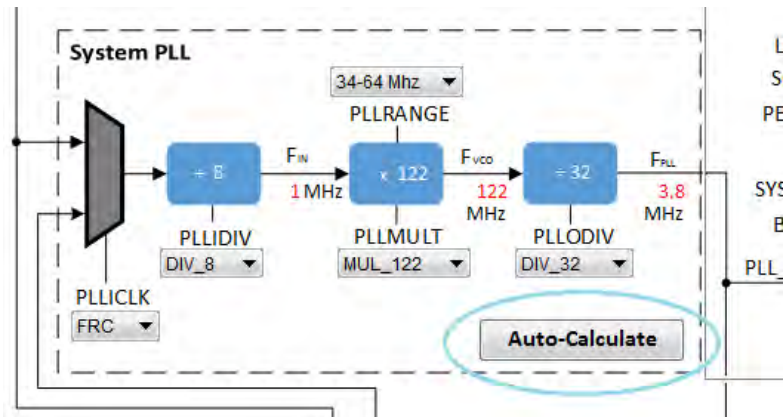 System PLL
34-64 Mhz
PLLRANGE
÷ 8
FIN
1 MHz
x 122
FVCO
122
MHz
÷ 32
FPLL
3,8
MHz
PLLIDIV
DIV_8
PLLMULT
MUL_122
PLLODIV
DIV_32
PLLICLK
FRC
Auto-Calculate
L
S
PE
SYS
B
PLL_